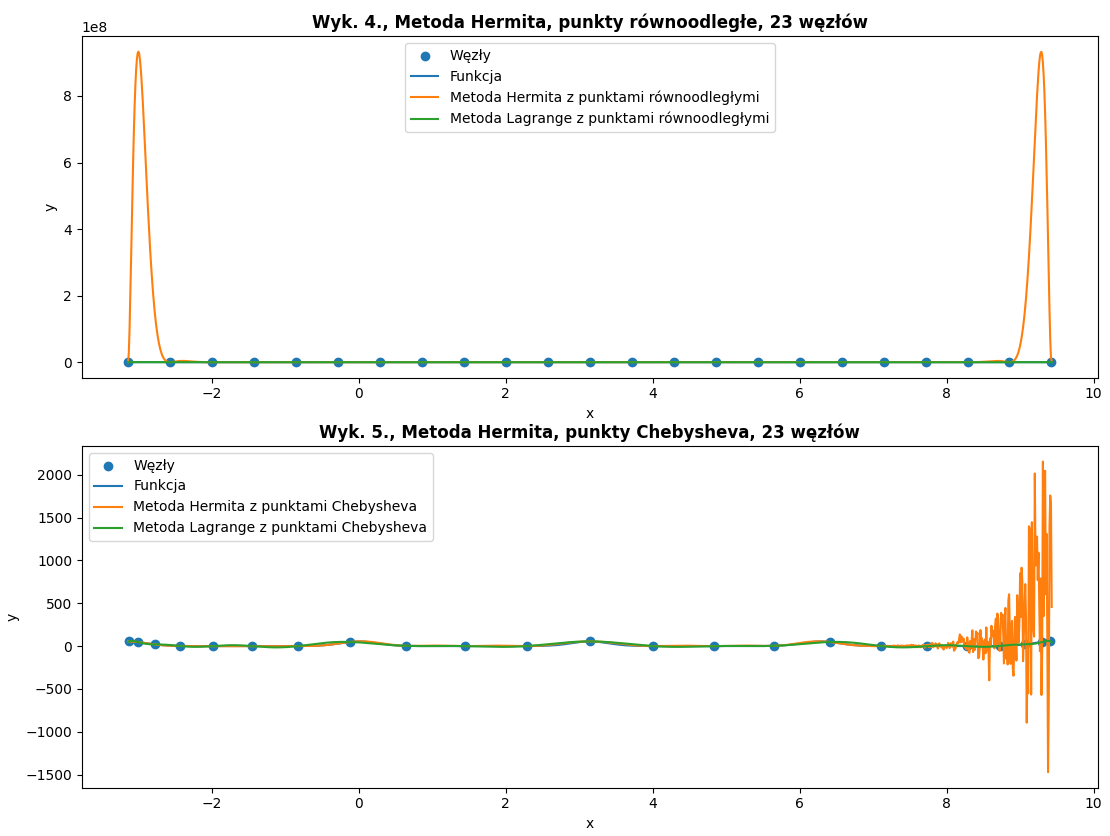 Wyk. 4., Metoda Hermita, punkty równoodległe, 23 węzłów
1e8
8
6
4
2
0
y
Węzły
Funkcja
Metoda Hermita z punktami równoodległymi
Metoda Lagrange z punktami równoodległymi
−2
0
2
4
6
8
10
x
Wyk. 5., Metoda Hermita, punkty Chebysheva, 23 węzłów
2000
1500
1000
500
0
−500
−1000
−1500
y
Węzły
Funkcja
Metoda Hermita z punktami Chebysheva
Metoda Lagrange z punktami Chebysheva
−2
0
2
4
6
8
10
x